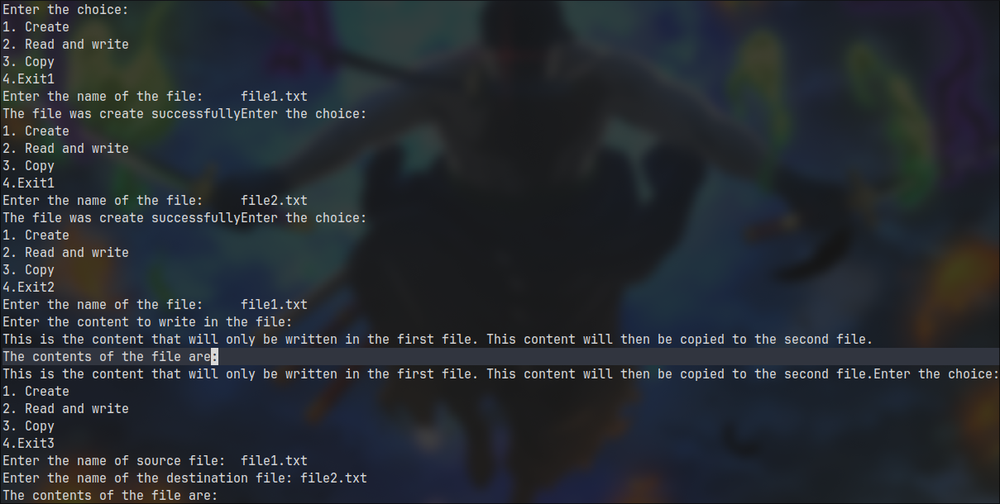 Enter the choice:
1. Create
2. Read and write
3. Copy
4.Exit1
Enter the name of the file:     file1.txt
The file was create successfullyEnter the choice:
1. Create
2. Read and write
3. Copy
4.Exit1
Enter the name of the file:     file2.txt
The file was create successfullyEnter the choice:
1. Create
2. Read and write
3. Copy
4.Exit2
Enter the name of the file:     file1.txt
Enter the content to write in the file:
This is the content that will only be written in the first file. This content will then be copied to the second file.
The contents of the file are:
This is the content that will only be written in the first file. This content will then be copied to the second file.Enter the choice:
1. Create
2. Read and write
3. Copy
4.Exit3
Enter the name of source file:  file1.txt
Enter the name of the destination file: file2.txt
The contents of the file are: